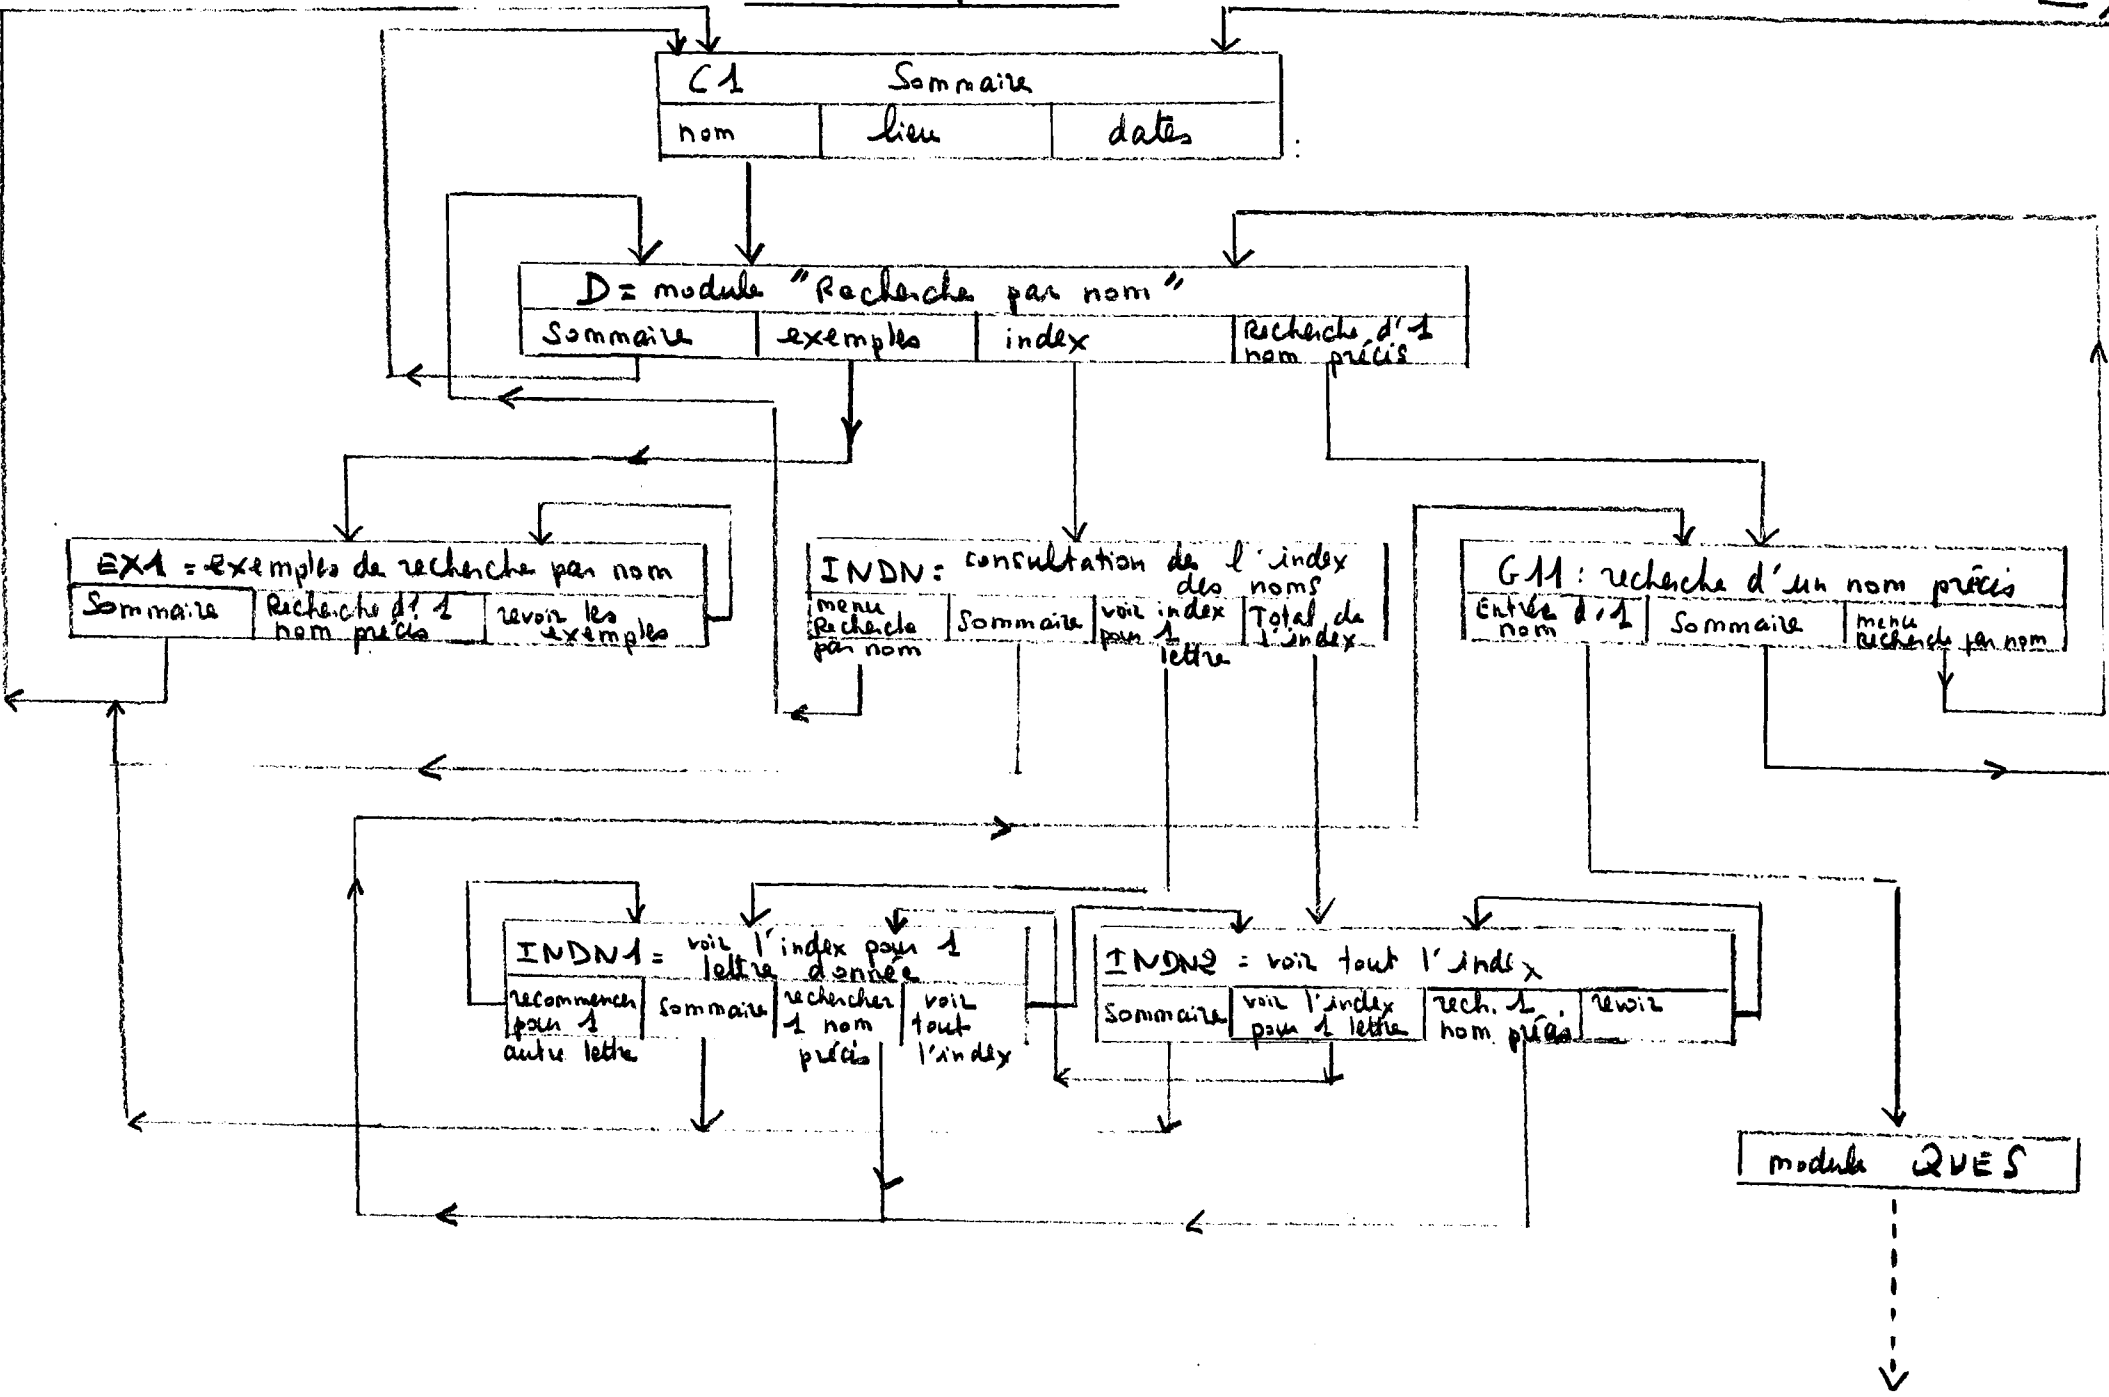 C1 Sommaire
nom lieu dates
D = module "Recherche par nom"
Sommaire exemples index Recherche d'1
nom précis
EX1 = exemples de recherche par nom
Sommaire Recherche d'1 revoir les
nom précis exemples
INDN : consultation de l'index
des noms
menu Sommaire voir index Total de
Recherche pour 1 l'index
par nom lettre
G11 : recherche d'un nom précis
Entrée d'1 Sommaire menu
nom Recherche par nom
INDN1 = voir l'index pour 1
lettre donnée
recommencer sommaire rechercher voir
pour 1 1 nom tout
autre lettre précis l'index
INDN2 = voir tout l'index
Sommaire voir l'index rech. 1 revoir
pour 1 lettre nom précis
module QUES